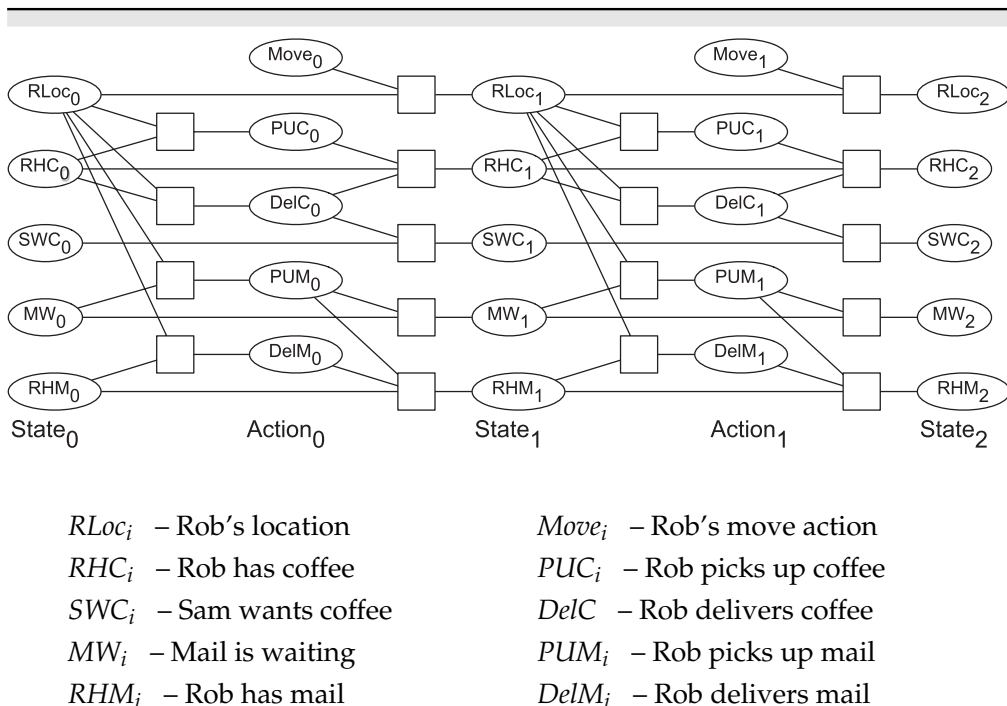 Move₀ Move₁
RLoc₀ RLoc₁ RLoc₂
PUC₀ PUC₁
RHC₀ RHC₁ RHC₂
DelC₀ DelC₁
SWC₀ SWC₁ SWC₂
PUM₀ PUM₁
MW₀ MW₁ MW₂
DelM₀ DelM₁
RHM₀ RHM₁ RHM₂
State₀ Action₀ State₁ Action₁ State₂
RLocᵢ – Rob's location Moveᵢ – Rob's move action
RHCᵢ – Rob has coffee PUCᵢ – Rob picks up coffee
SWCᵢ – Sam wants coffee DelC – Rob delivers coffee
MWᵢ – Mail is waiting PUMᵢ – Rob picks up mail
RHMᵢ – Rob has mail DelMᵢ – Rob delivers mail